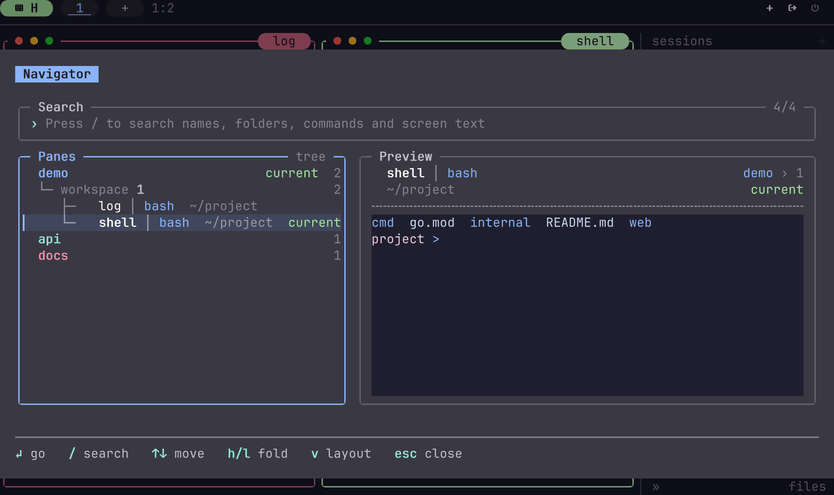 H 1 + 1:2
log shell sessions
Navigator
Search 4/4
› Press / to search names, folders, commands and screen text
Panes tree
demo current 2
└─ workspace 1 2
├─ log │ bash ~/project
└─ shell │ bash ~/project current
api 1
docs 1
Preview
shell │ bash demo › 1
~/project current
cmd go.mod internal README.md web
project >
↲ go / search ↑↓ move h/l fold v layout esc close
» files